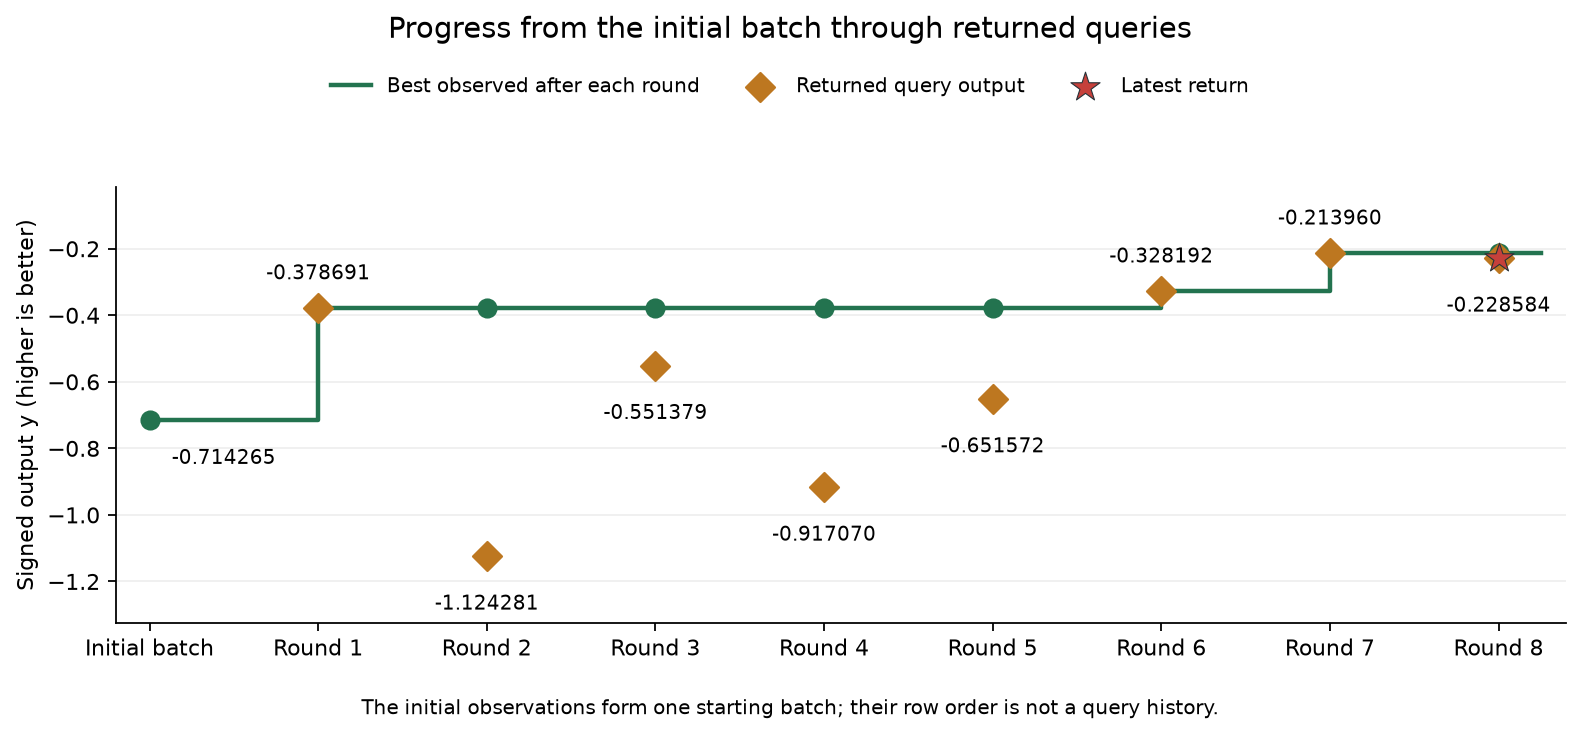 Progress from the initial batch through returned queries
Best observed after each round
Returned query output
Latest return
Signed output y (higher is better)
−0.2
−0.4
−0.6
−0.8
−1.0
−1.2
-0.714265
-0.378691
-1.124281
-0.551379
-0.917070
-0.651572
-0.328192
-0.213960
-0.228584
Initial batch
Round 1
Round 2
Round 3
Round 4
Round 5
Round 6
Round 7
Round 8
The initial observations form one starting batch; their row order is not a query history.